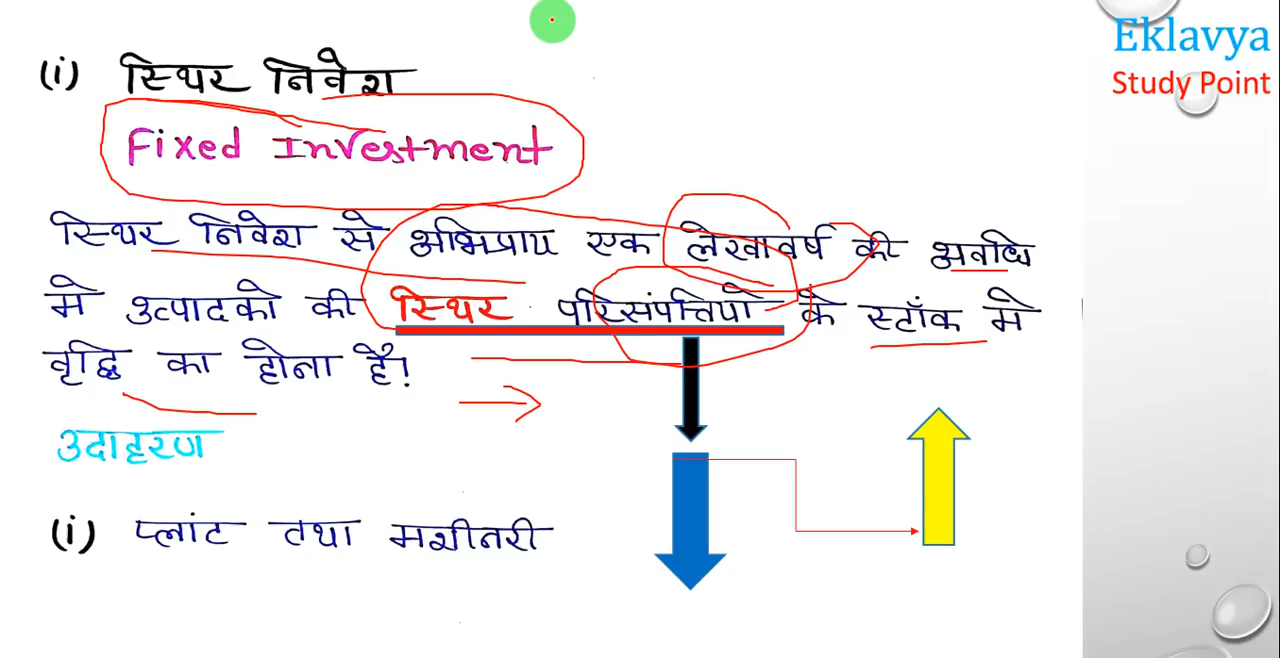 Eklavya
Study Point
(i) स्थिर निवेश
Fixed Investment
स्थिर निवेश से अभिप्राय एक लेखावर्ष की अवधि
मे उत्पादको की स्थिर परिसंपत्तियो के स्टॉक मे
वृद्धि का होना है!
उदाहरण
(i) प्लांट तथा मशीनरी